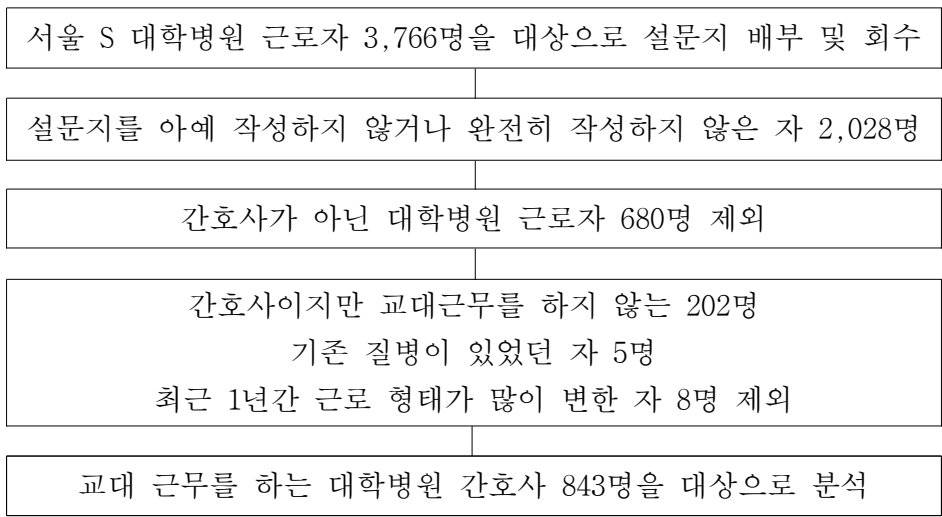 서울 S 대학병원 근로자 3,766명을 대상으로 설문지 배부 및 회수
설문지를 아예 작성하지 않거나 완전히 작성하지 않은 자 2,028명
간호사가 아닌 대학병원 근로자 680명 제외
간호사이지만 교대근무를 하지 않는 202명
기존 질병이 있었던 자 5명
최근 1년간 근로 형태가 많이 변한 자 8명 제외
교대 근무를 하는 대학병원 간호사 843명을 대상으로 분석